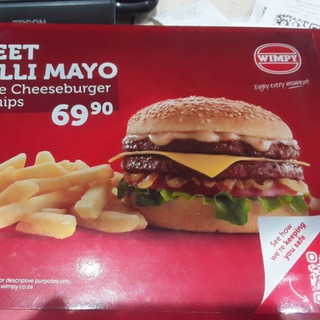 EPSON
EET
LLI MAYO
e Cheeseburger
hips
69.90
WIMPY
Enjoy every moment
See how
we're keeping
you safe
or descriptive purposes only.
wimpy.co.za